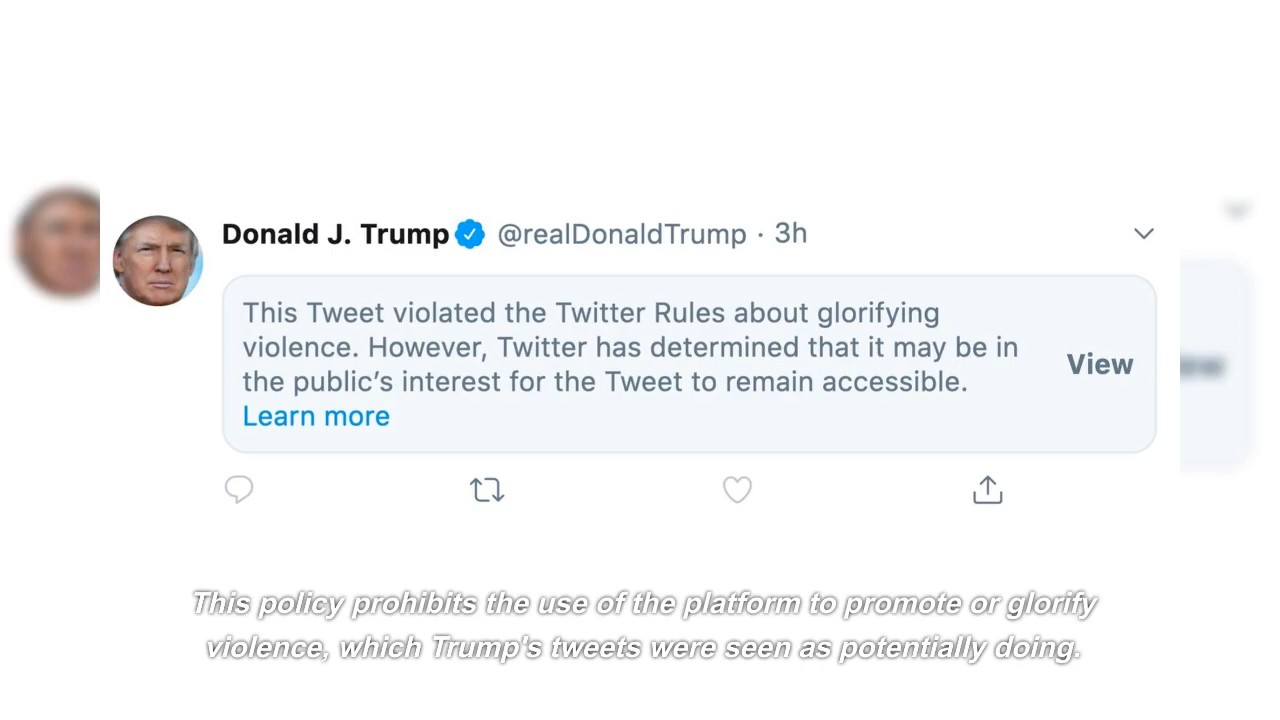 Donald J. Trump @realDonaldTrump · 3h
This Tweet violated the Twitter Rules about glorifying
violence. However, Twitter has determined that it may be in
the public’s interest for the Tweet to remain accessible.
Learn more
View
This policy prohibits the use of the platform to promote or glorify
violence, which Trump's tweets were seen as potentially doing.